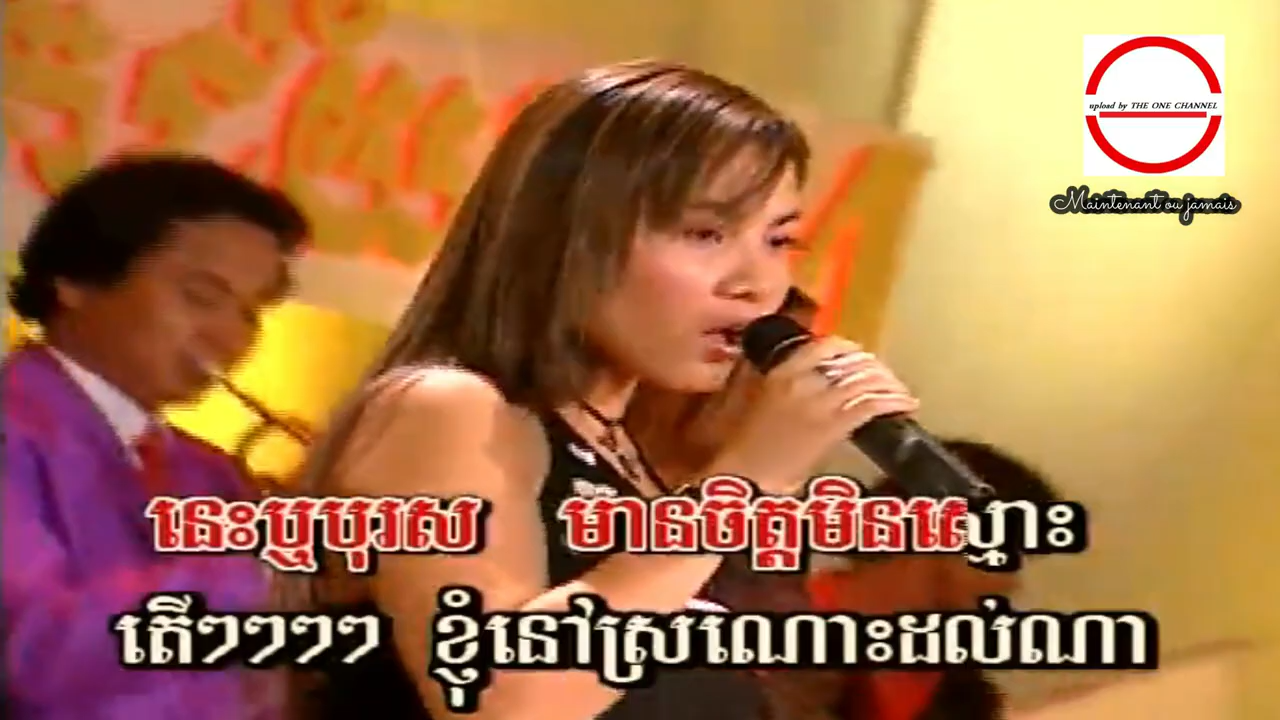 upload by THE ONE CHANNEL
Maintenant ou jamais
នេះឬបុរស មានចិត្តមិនស្មោះ
តើៗៗៗៗ ខ្ញុំនៅស្រណោះដល់ណា